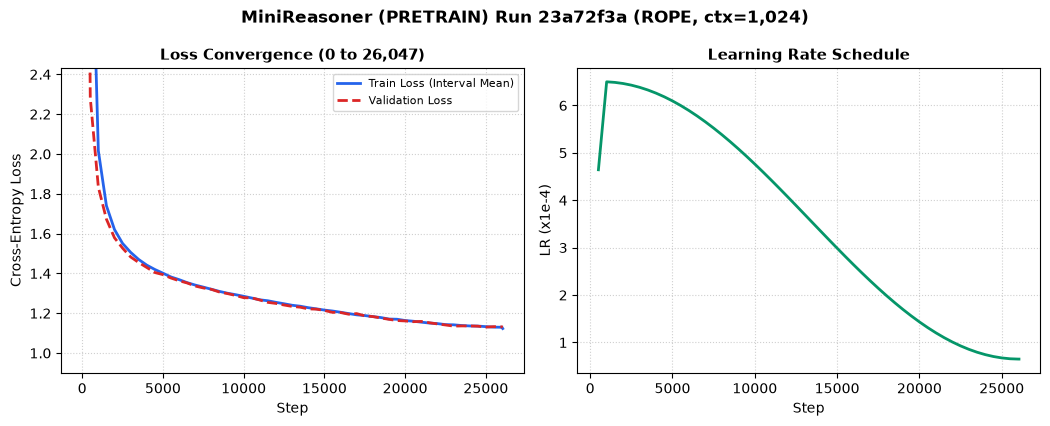 MiniReasoner (PRETRAIN) Run 23a72f3a (ROPE, ctx=1,024)
Loss Convergence (0 to 26,047)
Train Loss (Interval Mean)
Validation Loss
Cross-Entropy Loss
2.4
2.2
2.0
1.8
1.6
1.4
1.2
1.0
0
5000
10000
15000
20000
25000
Step
Learning Rate Schedule
LR (x1e-4)
6
5
4
3
2
1
0
5000
10000
15000
20000
25000
Step